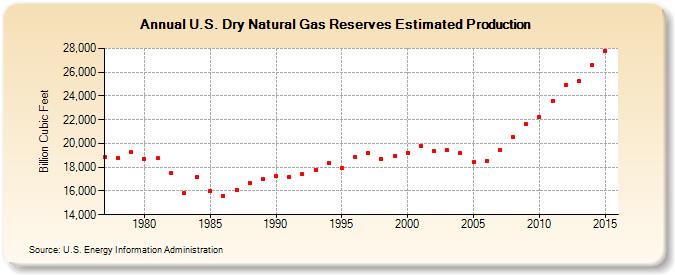 Annual U.S. Dry Natural Gas Reserves Estimated Production
Billion Cubic Feet
28,000
26,000
24,000
22,000
20,000
18,000
16,000
14,000
1980 1985 1990 1995 2000 2005 2010 2015
Source: U.S. Energy Information Administration